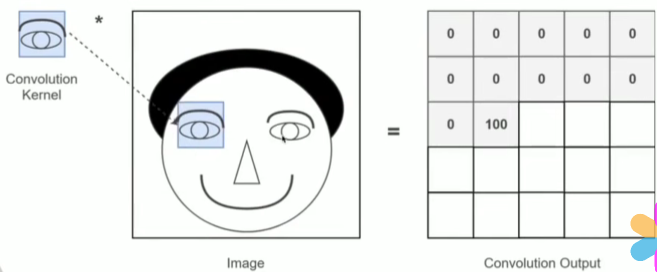 *
Convolution
Kernel
=
0 0 0 0 0
0 0 0 0 0
0 100
Image
Convolution Output